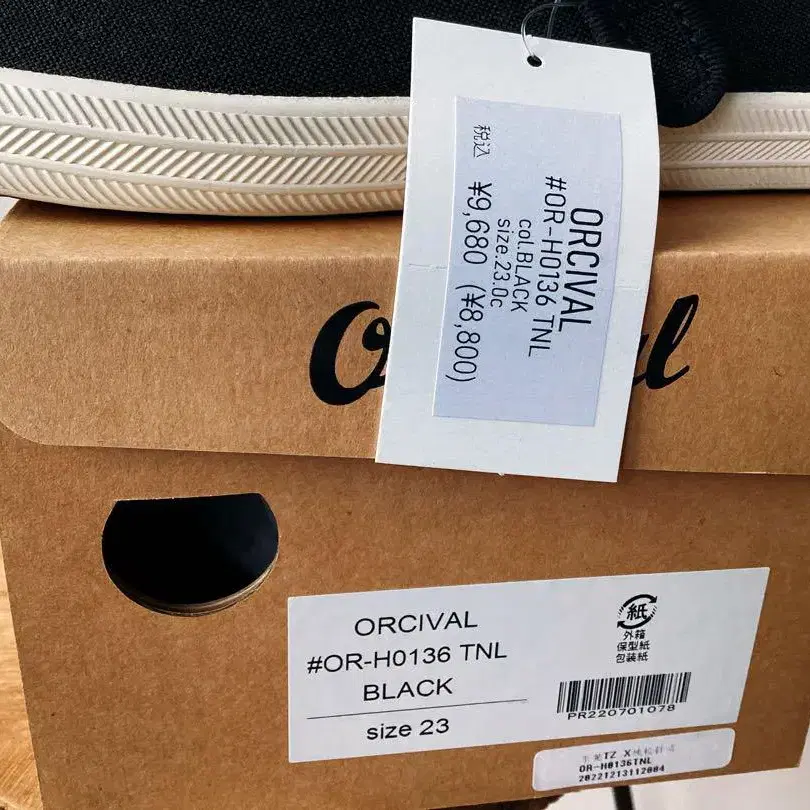 ORCIVAL
#OR-H0136 TNL
col.BLACK
size.23.0c
税込 ¥9,680 (¥8,800)
ORCIVAL
#OR-H0136 TNL
BLACK
size 23
紙
外箱
保型紙
包装紙
PR220701078
OR-H0136TNL
20221213112004